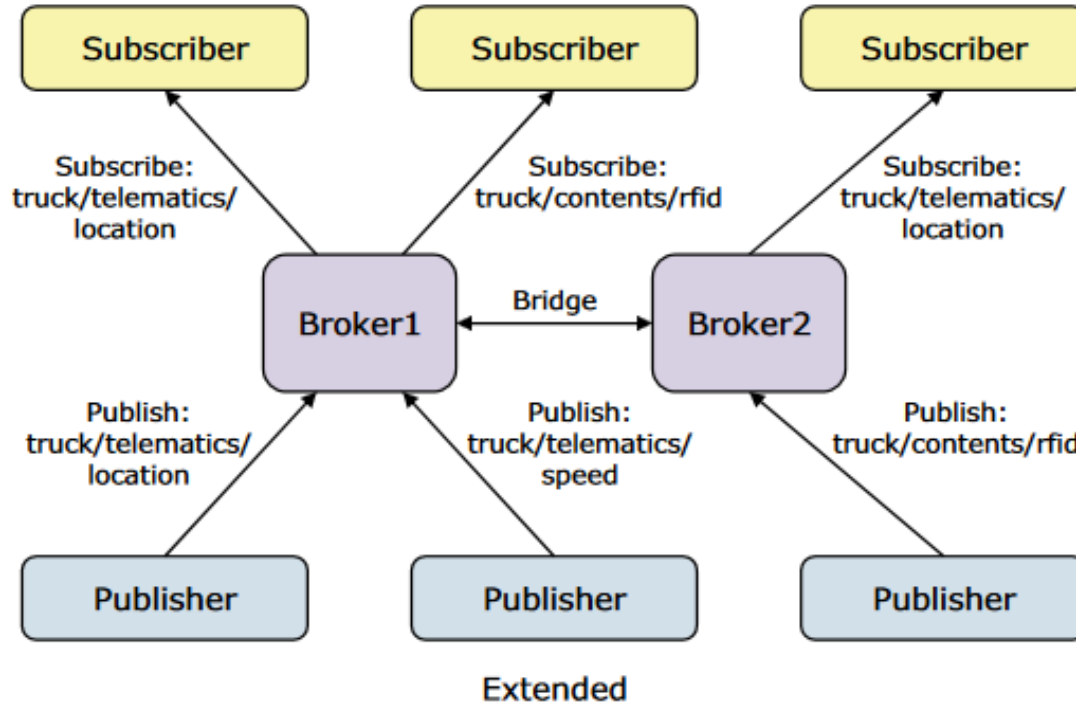 Subscriber
Subscriber
Subscriber
Subscribe:
truck/telematics/
location
Subscribe:
truck/contents/rfid
Subscribe:
truck/telematics/
location
Broker1
Bridge
Broker2
Publish:
truck/telematics/
location
Publish:
truck/telematics/
speed
Publish:
truck/contents/rfid
Publisher
Publisher
Publisher
Extended